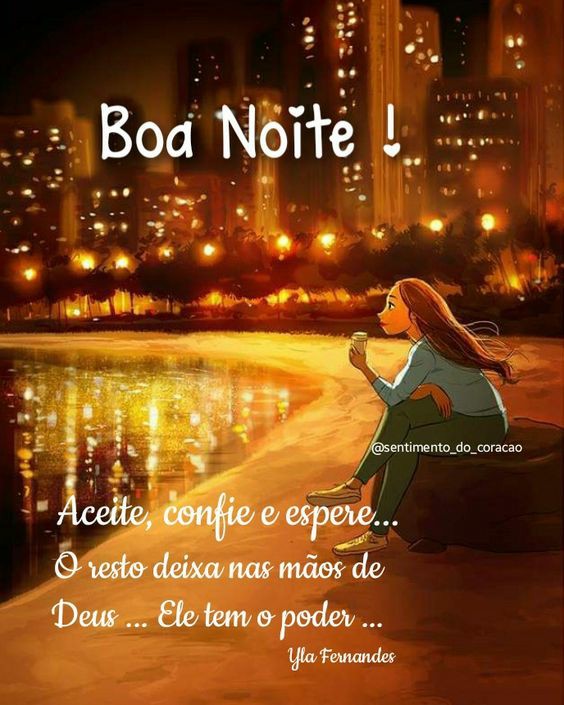 Boa Noite !
@sentimento_do_coracao
Aceite, confie e espere...
O resto deixa nas mãos de
Deus ... Ele tem o poder ...
Yla Fernandes